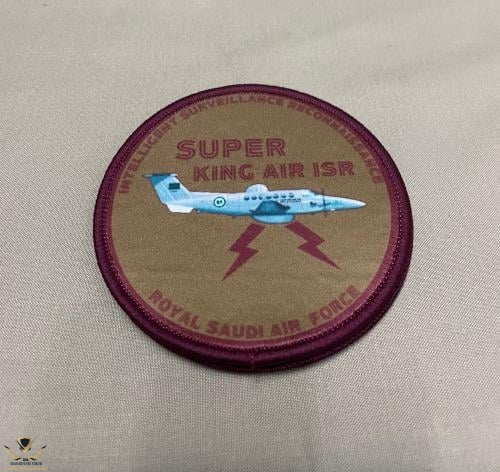 INTELLIGENT SURVEILLANCE RECONNAISSANCE
SUPER
KING AIR ISR
ROYAL SAUDI AIR FORCE